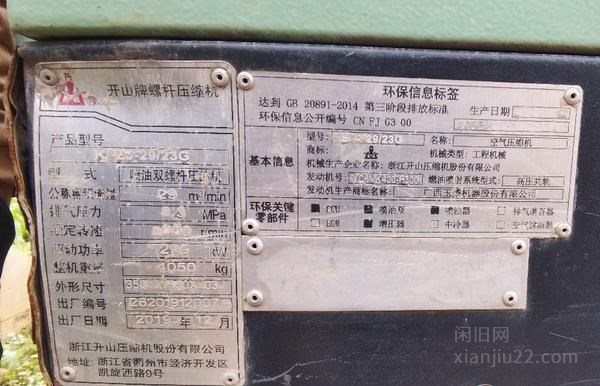 开山牌螺杆压缩机
产品型号
-29/23G
型 式 喷油双螺杆压缩机
公称容积流量 29 m³/min
排气压力 MPa
额定转速 r/min
驱动功率 kW
整机重量 4050 kg
外形尺寸
出厂编号 2620191200
出厂日期 2019 年 12 月
浙江开山压缩机股份有限公司
地址：浙江省衢州市经济开发区
凯旋西路9号
环保信息标签
达到 GB 20891-2014 第三阶段排放标准
环保信息公开编号 CN FJ G3 00
生产日期
基本信息
型号： -29/23G 名称：空气压缩机
商标： 机械类型：工程机械
机械生产企业名称：浙江开山压缩机股份有限公司
发动机号： 燃油喷射系统型式：高压共轨
发动机生产商名称：广西玉柴机器股份有限公司
环保关键
零部件
ECU 喷油泵 喷油器 排气消音器
EGR 增压器 中冷器 空气滤清器
闲旧网
xianjiu22.com